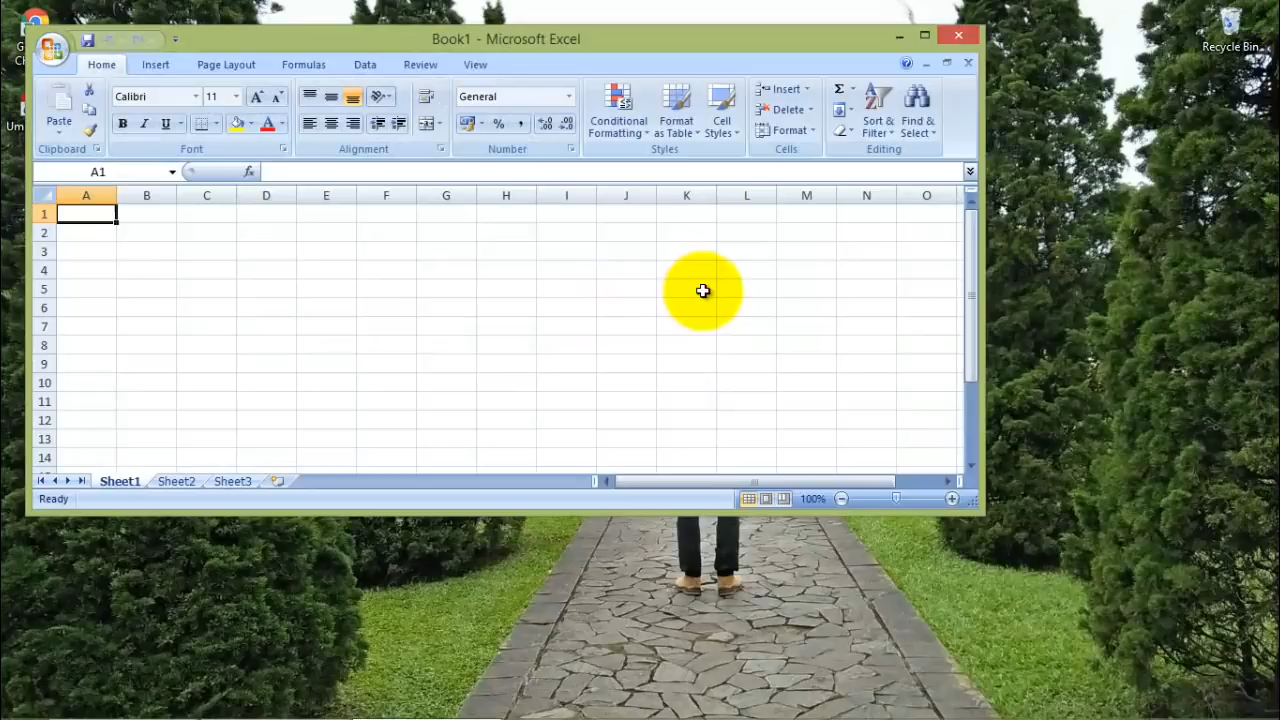 Book1 - Microsoft Excel
Recycle Bin
Home Insert Page Layout Formulas Data Review View
Calibri 11 General
Paste
B I U
% ,
Conditional Formatting
Format as Table
Cell Styles
Insert
Delete
Format
Σ
Sort & Filter
Find & Select
Clipboard Font Alignment Number Styles Cells Editing
A1 fx
A B C D E F G H I J K L M N O
1
2
3
4
5
6
7
8
9
10
11
12
13
14
Sheet1 Sheet2 Sheet3
Ready 100%